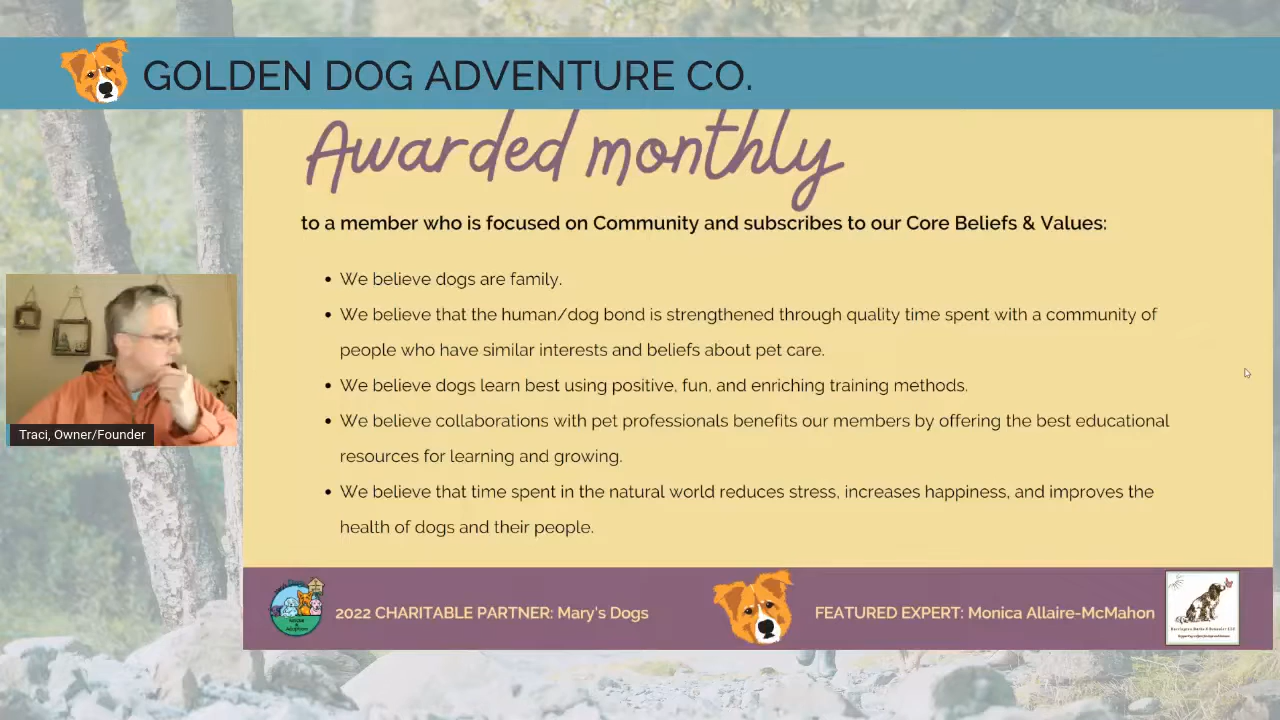 GOLDEN DOG ADVENTURE CO.
Awarded monthly
to a member who is focused on Community and subscribes to our Core Beliefs & Values:
• We believe dogs are family.
• We believe that the human/dog bond is strengthened through quality time spent with a community of
people who have similar interests and beliefs about pet care.
• We believe dogs learn best using positive, fun, and enriching training methods.
• We believe collaborations with pet professionals benefits our members by offering the best educational
resources for learning and growing.
• We believe that time spent in the natural world reduces stress, increases happiness, and improves the
health of dogs and their people.
Traci, Owner/Founder
2022 CHARITABLE PARTNER: Mary's Dogs
FEATURED EXPERT: Monica Allaire-McMahon